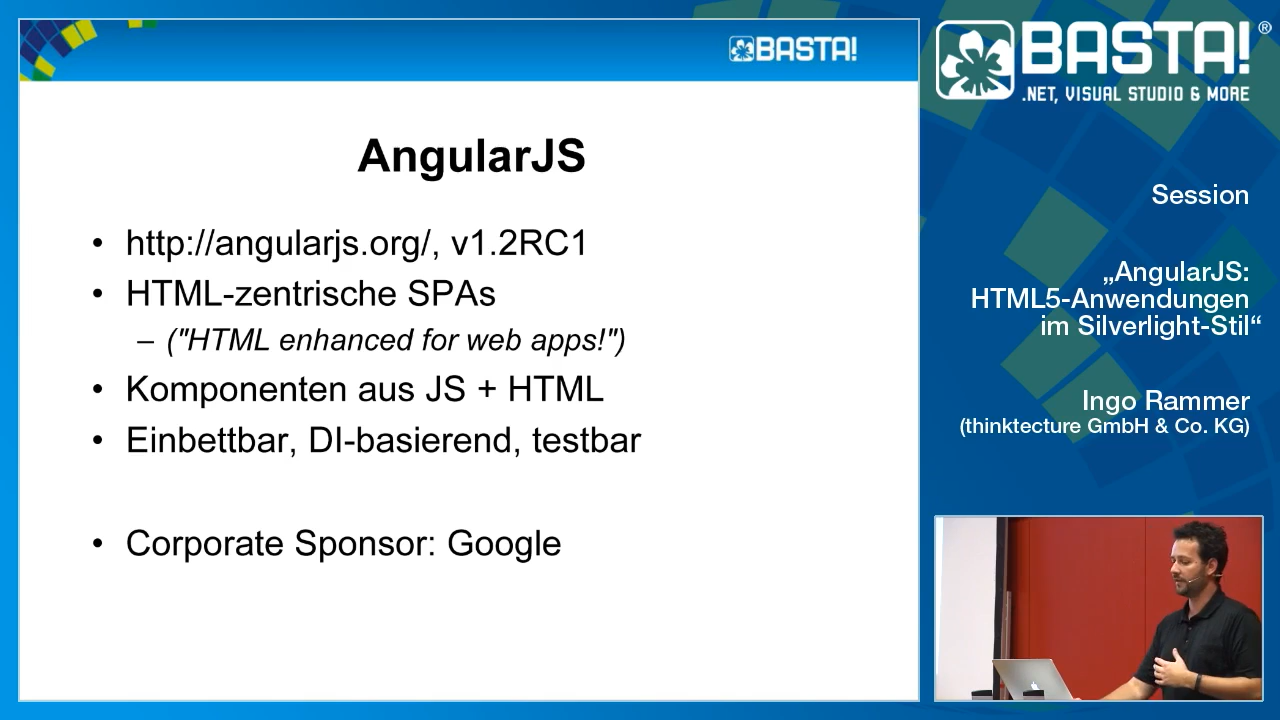 BASTA!
AngularJS
• http://angularjs.org/, v1.2RC1
• HTML-zentrische SPAs
– ("HTML enhanced for web apps!")
• Komponenten aus JS + HTML
• Einbettbar, DI-basierend, testbar
• Corporate Sponsor: Google
BASTA!®
.NET, VISUAL STUDIO & MORE
Session
„AngularJS:
HTML5-Anwendungen
im Silverlight-Stil“
Ingo Rammer
(thinktecture GmbH & Co. KG)